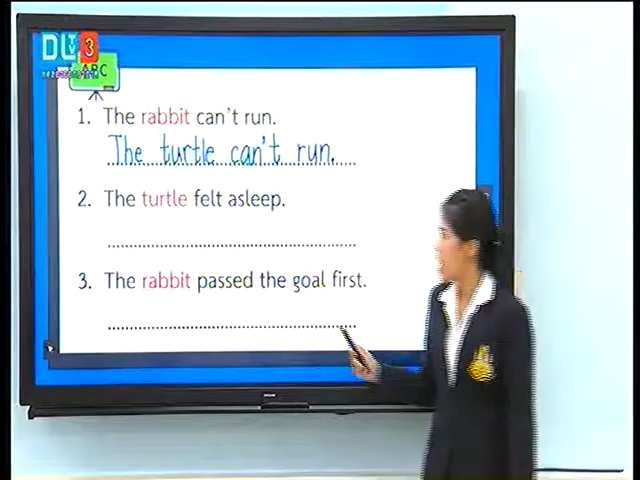 DLTV 3
ABC
1. The rabbit can't run.
The turtle can't run.
2. The turtle felt asleep.
3. The rabbit passed the goal first.